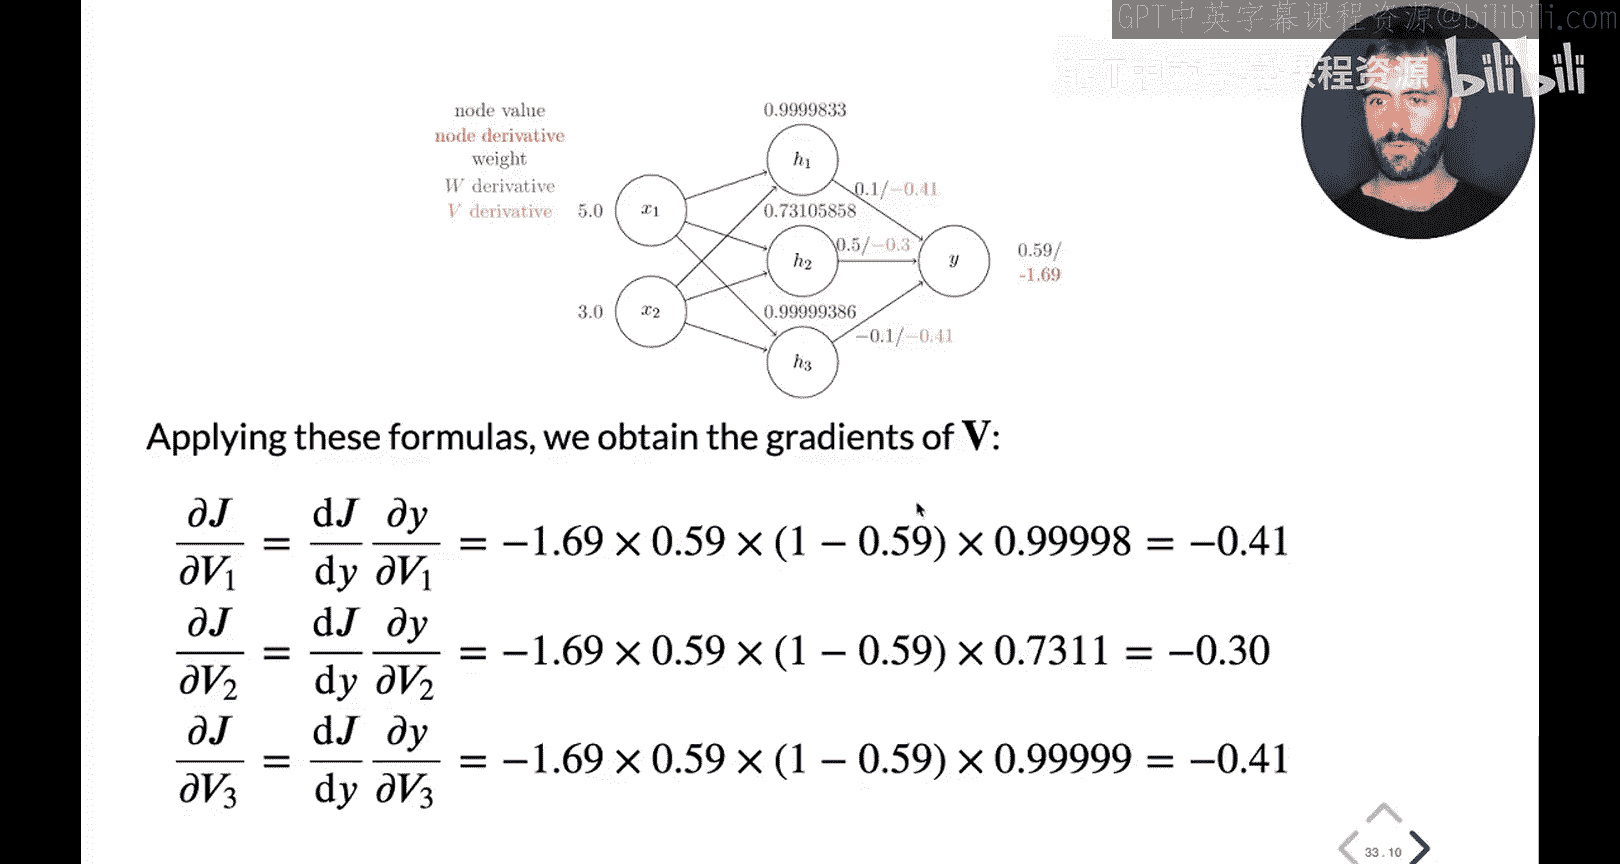 GPT中英字幕课程资源@bilibili.com
课程资源 bilibili
node value
node derivative
weight
W derivative
V derivative
0.9999833
h₁
0.1/−0.41
5.0
x₁
0.73105858
h₂
0.5/−0.3
y
0.59/
-1.69
3.0
x₂
0.99999386
−0.1/−0.41
h₃
Applying these formulas, we obtain the gradients of V:
∂J/∂V₁ = dJ/dy ∂y/∂V₁ = −1.69 × 0.59 × (1 − 0.59) × 0.99998 = −0.41
∂J/∂V₂ = dJ/dy ∂y/∂V₂ = −1.69 × 0.59 × (1 − 0.59) × 0.7311 = −0.30
∂J/∂V₃ = dJ/dy ∂y/∂V₃ = −1.69 × 0.59 × (1 − 0.59) × 0.99999 = −0.41
33.10